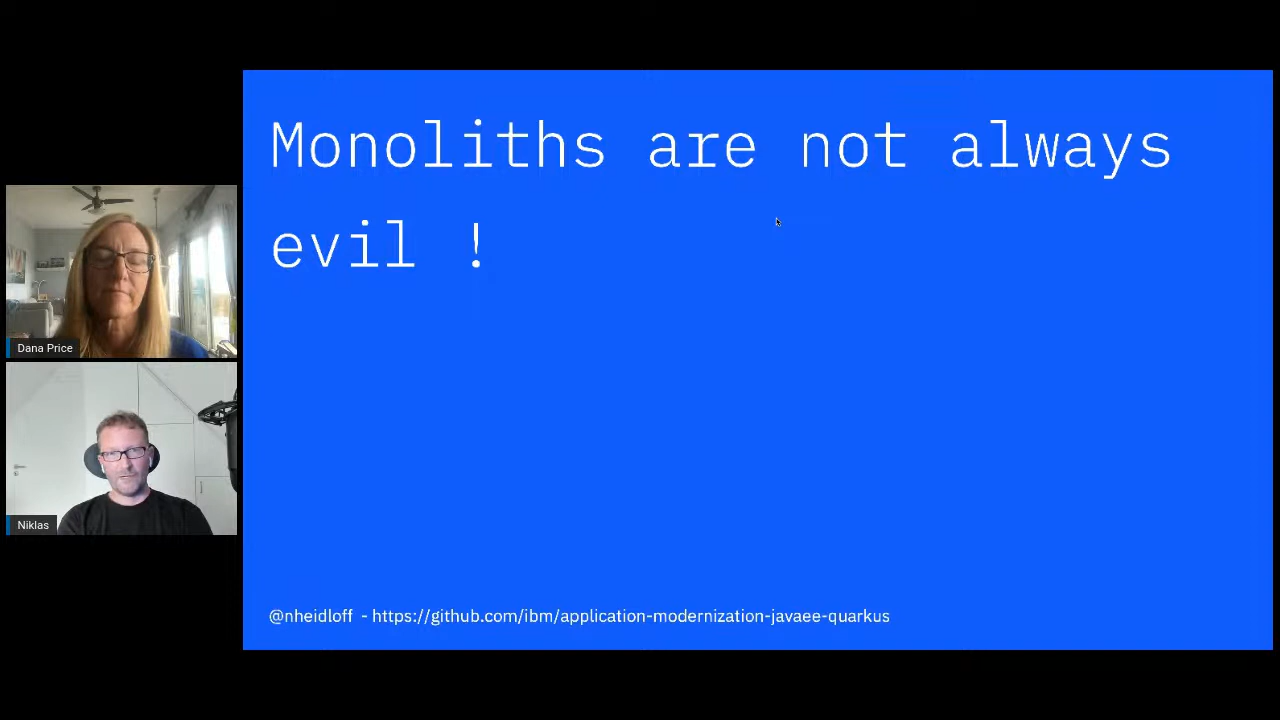 Monoliths are not always
evil !
Dana Price
Niklas
@nheidloff - https://github.com/ibm/application-modernization-javaee-quarkus